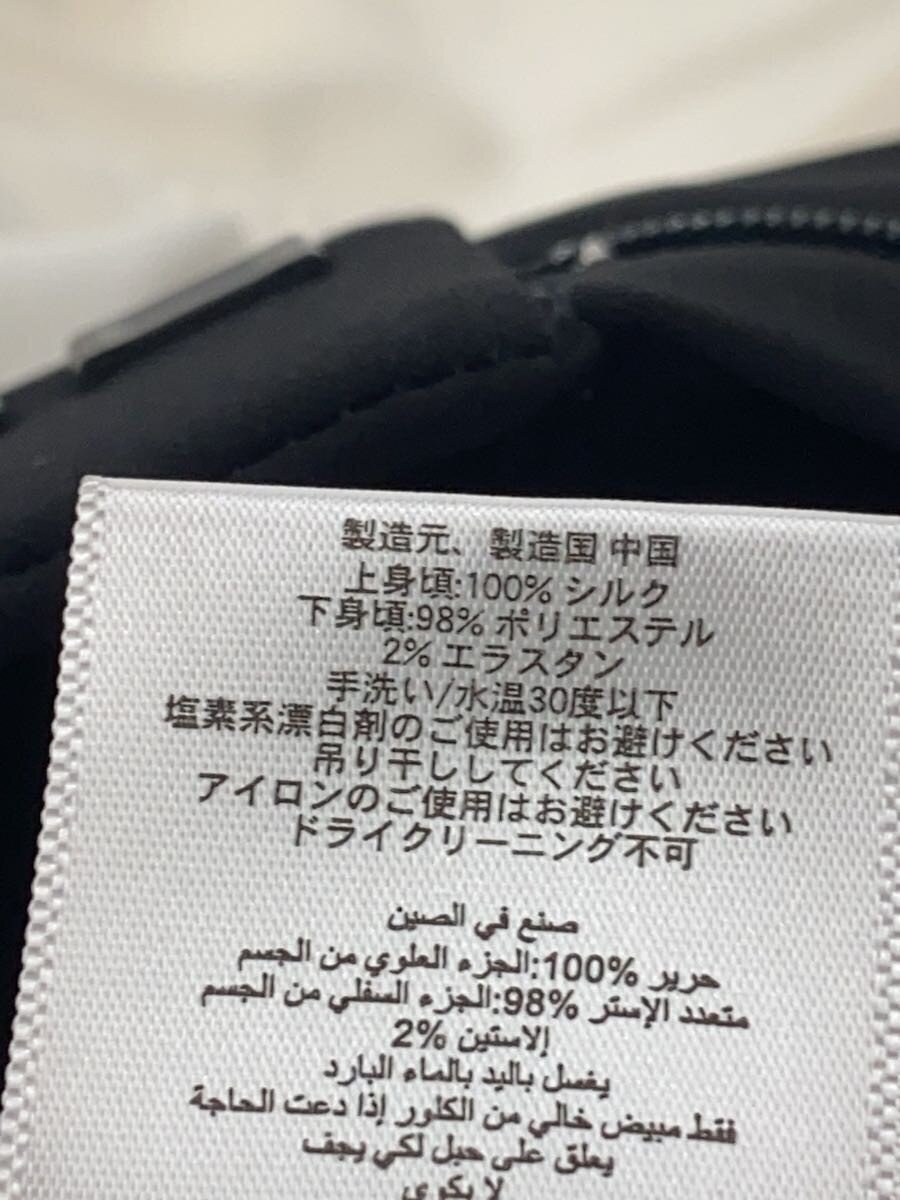 製造元、製造国 中国
上身頃:100% シルク
下身頃:98% ポリエステル
2% エラスタン
手洗い/水温30度以下
塩素系漂白剤のご使用はお避けください
吊り干ししてください
アイロンのご使用はお避けください
ドライクリーニング不可
صنع في الصين
حرير %100:الجزء العلوي من الجسم
متعدد الإستر %98:الجزء السفلي من الجسم
إلاستين %2
يغسل باليد بالماء البارد
فقط مبيض خالي من الكلور إذا دعت الحاجة
يعلق على حبل لكي يجف
لا يكوى